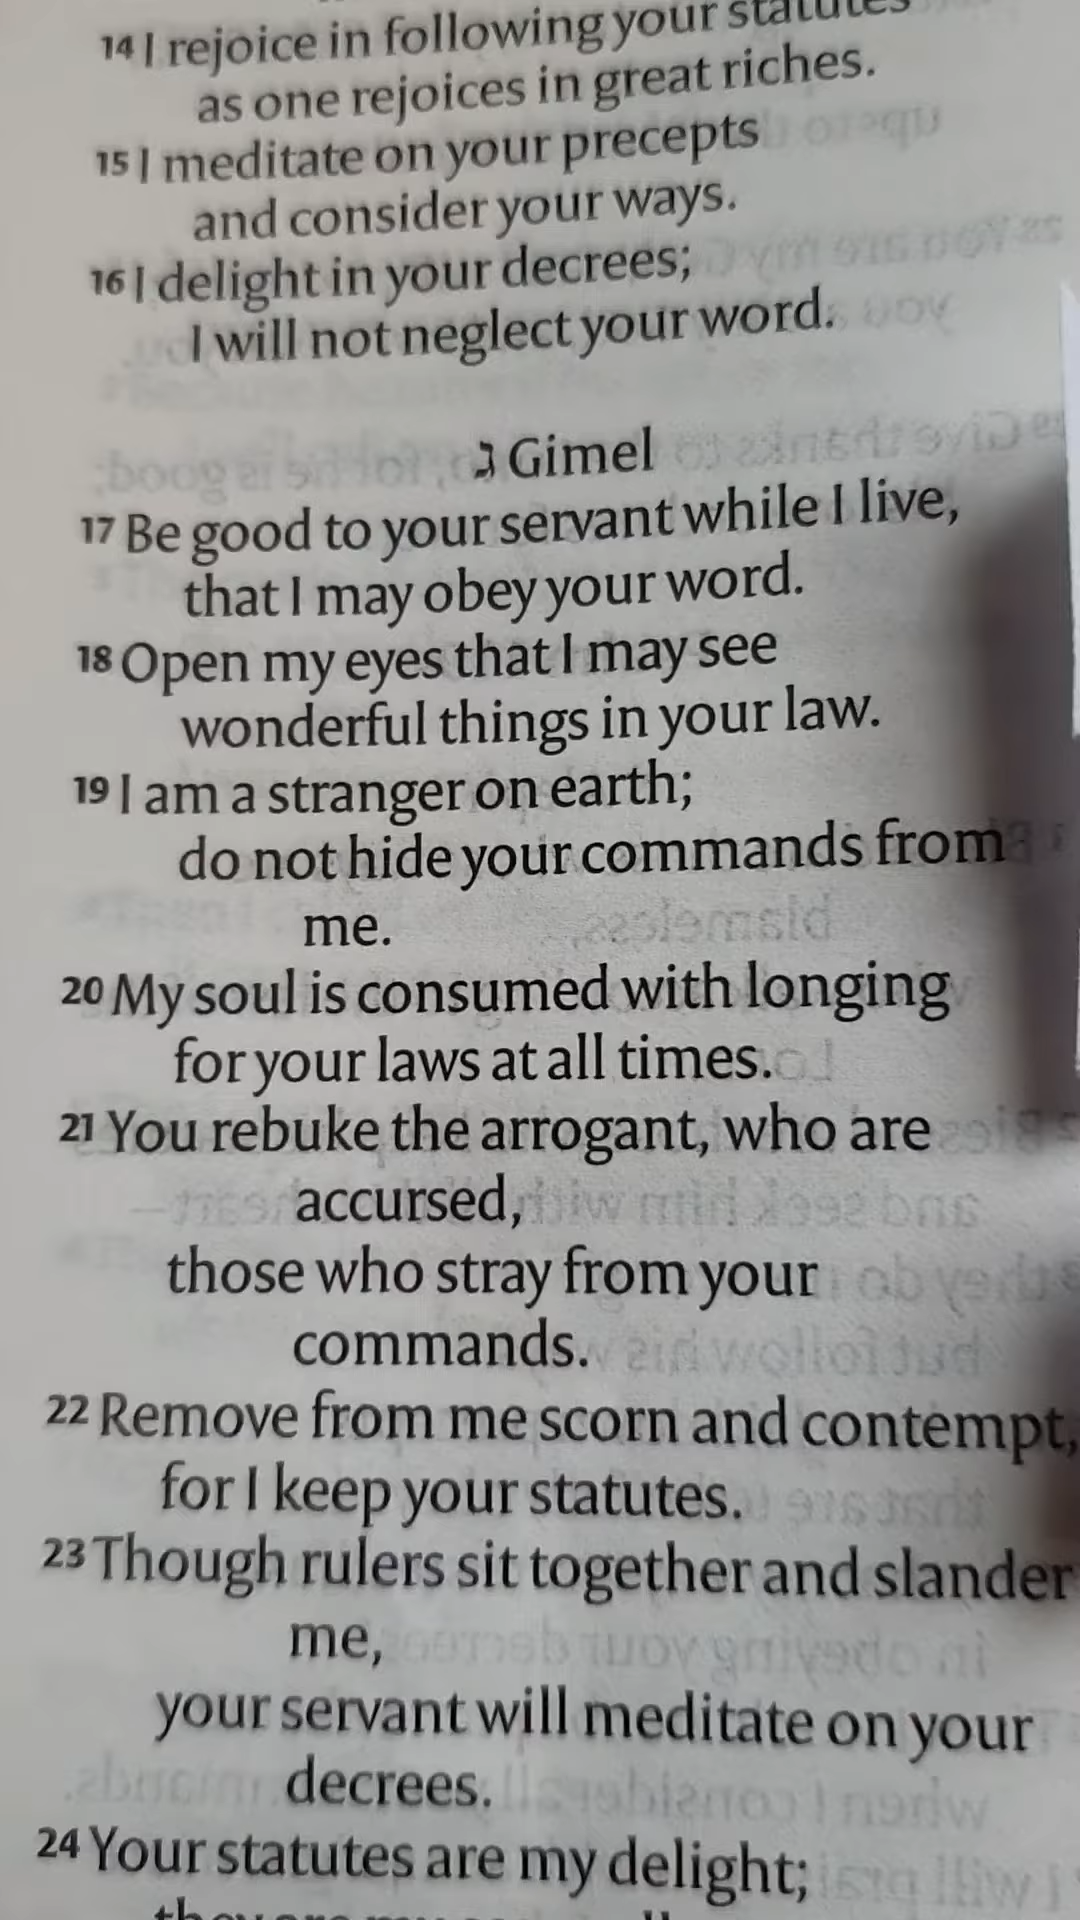 14 I rejoice in following your statutes
as one rejoices in great riches.
15 I meditate on your precepts
and consider your ways.
16 I delight in your decrees;
I will not neglect your word.
ג Gimel
17 Be good to your servant while I live,
that I may obey your word.
18 Open my eyes that I may see
wonderful things in your law.
19 I am a stranger on earth;
do not hide your commands from
me.
20 My soul is consumed with longing
for your laws at all times.
21 You rebuke the arrogant, who are
accursed,
those who stray from your
commands.
22 Remove from me scorn and contempt,
for I keep your statutes.
23 Though rulers sit together and slander
me,
your servant will meditate on your
decrees.
24 Your statutes are my delight;